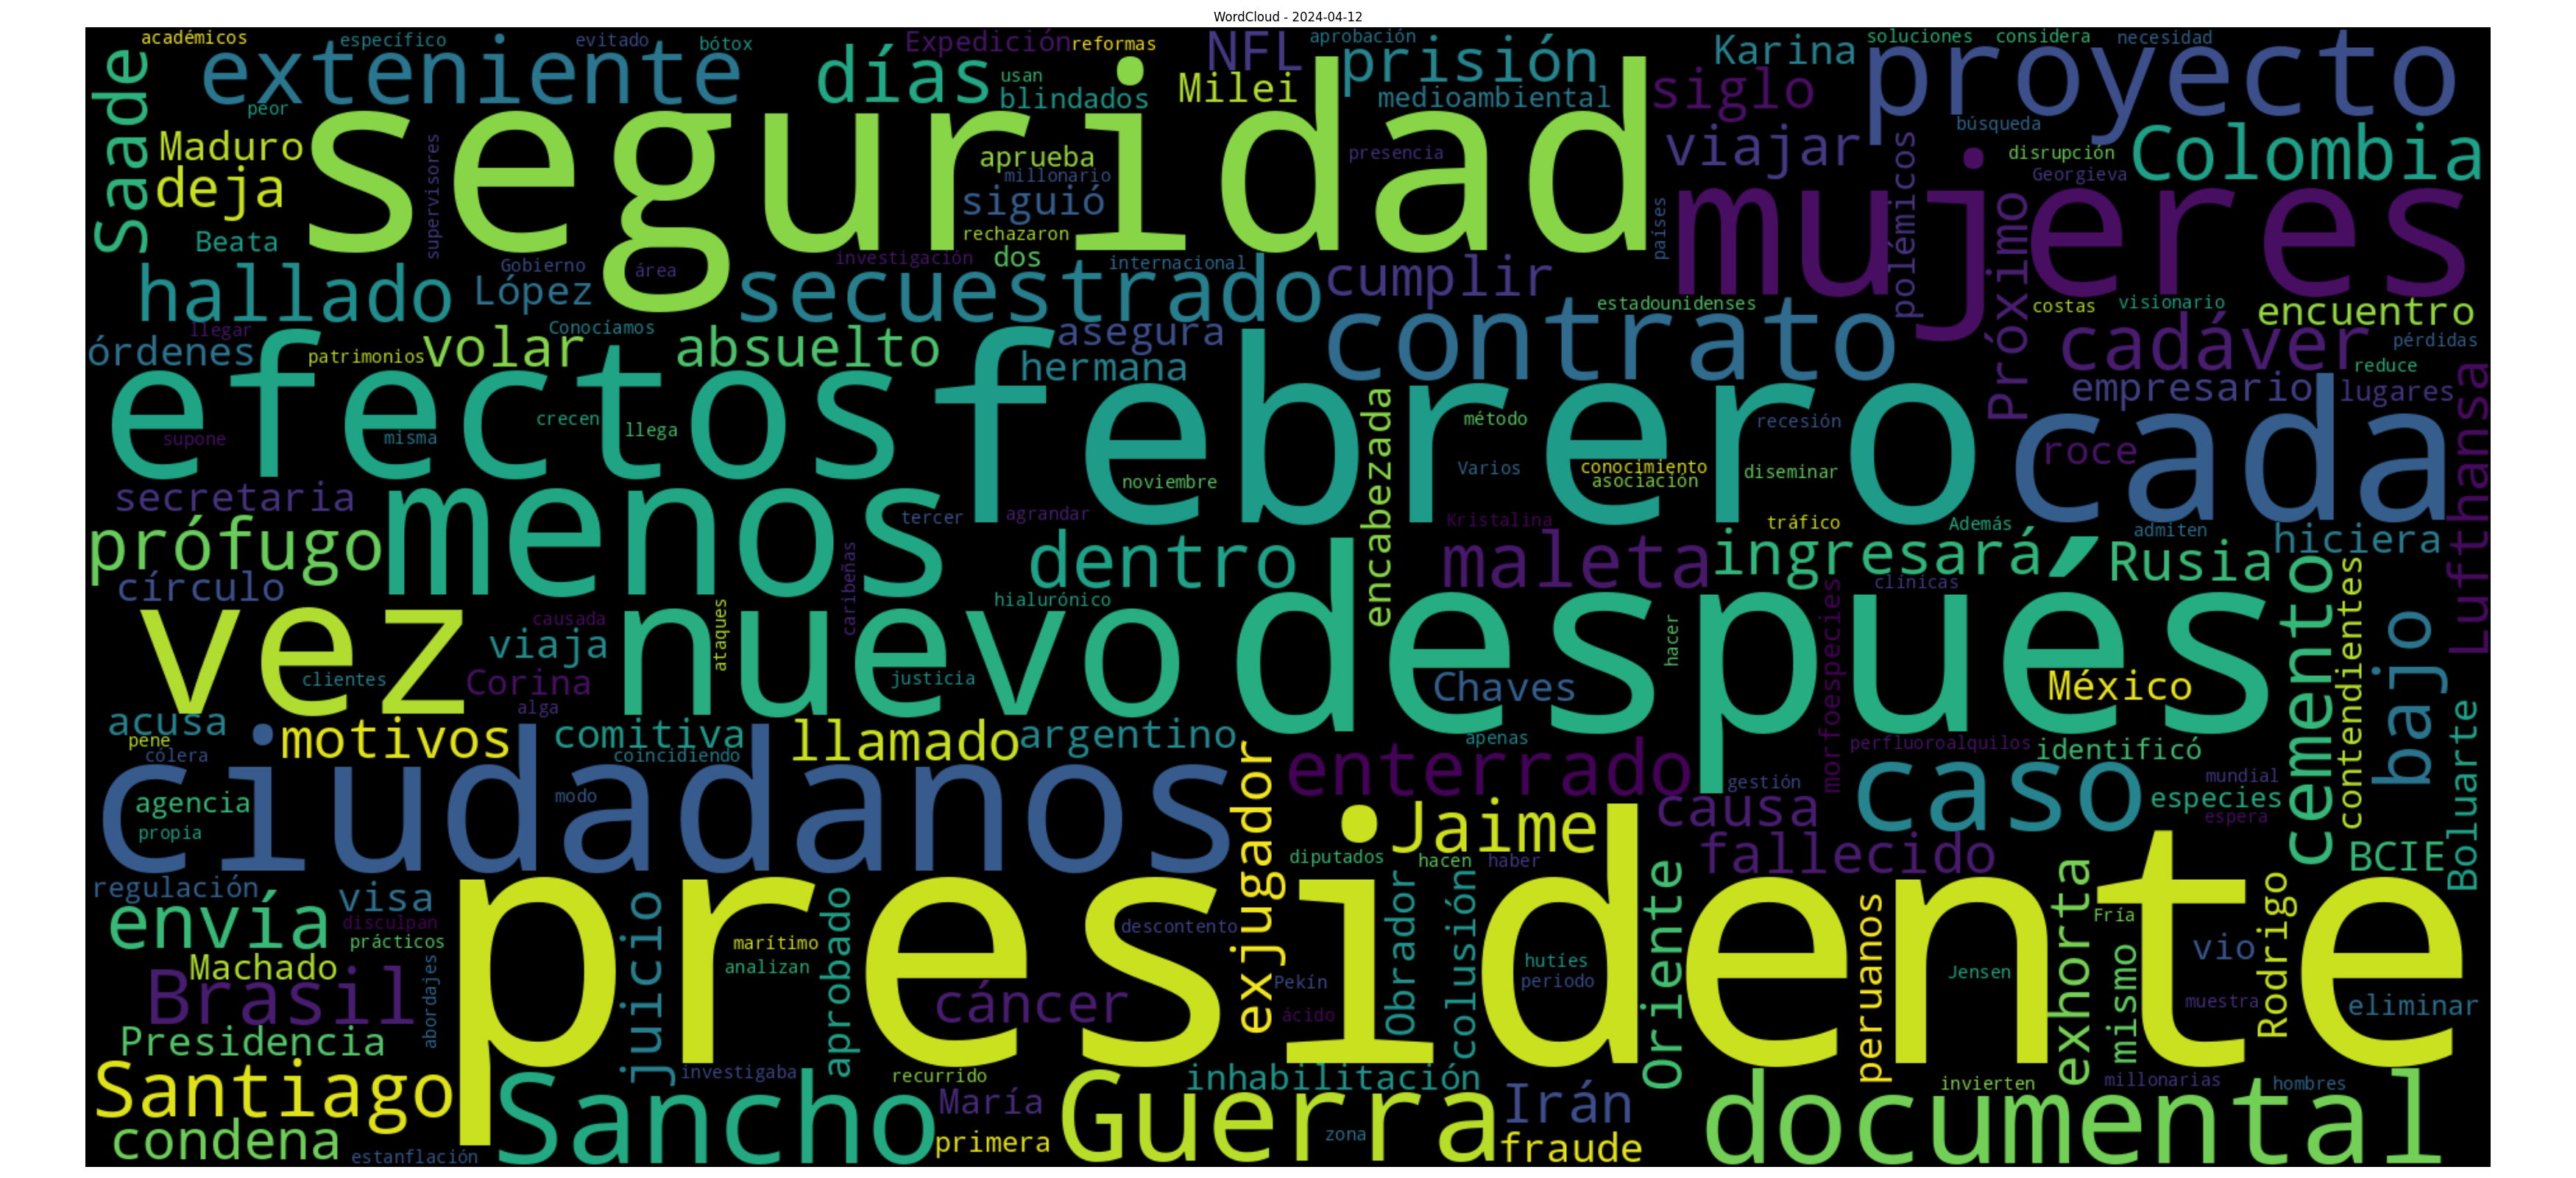 WordCloud - 2024-04-12
académicos específico evitado bótox Expedición reformas NFL aprobación soluciones considera necesidad
Saade exteniente días usan blindados Milei prisión medioambiental Karina siglo proyecto
peor Maduro deja seguridad aprueba millonario siguió presencia viajar polémicos búsqueda disrupción Georgieva Colombia
supervisores Beata rechazaron países mujeres Próximo
hallado Gobierno área López investigación dos internacional secuestrado cumplir estadounidenses costas visionario encuentro
llegar órdenes Conocíamos patrimonios volar absuelto asegura hermana contrato cadáver pérdidas reduce
efectos febrero cada empresario lugares Lufthansa
supone misma crecen llega encabezada método recesión roce
secretaria menos noviembre Varios conocimiento asociación diseminar
prófugo tercer agrandar Kristalina tráfico Además admiten hiciera
círculo dentro maleta ingresará Rusia clínicas
vez causada viaja ataques caribeñas nuevo hialurónico después hacer morfoespecies cemento contendientes bajo
clientes Corina alga justicia Chaves México
acusa pene cólera motivos comitiva coincidiendo llamado argentino apenas perfluoroalquilos identificó Boluarte
ciudadanos agencia propia modo exjugador enterrado gestión causa caso especies mundial espera
diputados Jaime hacen haber fallecido BCIE
regulación visa envía disculpan prácticos presidente juicio aprobado descontento Obrador colusión Oriente peruanos exhorta Fría mismo Rodrigo vio
Machado marítimo analizan hutíes periodo Jensen muestra eliminar
Brasil abordajes cáncer Pekín ácido
Presidencia
Santiago investigaba recurrido inhabilitación invierten millonarias hombres
condena estanflación Sancho María primera Guerra zona Irán fraude documental